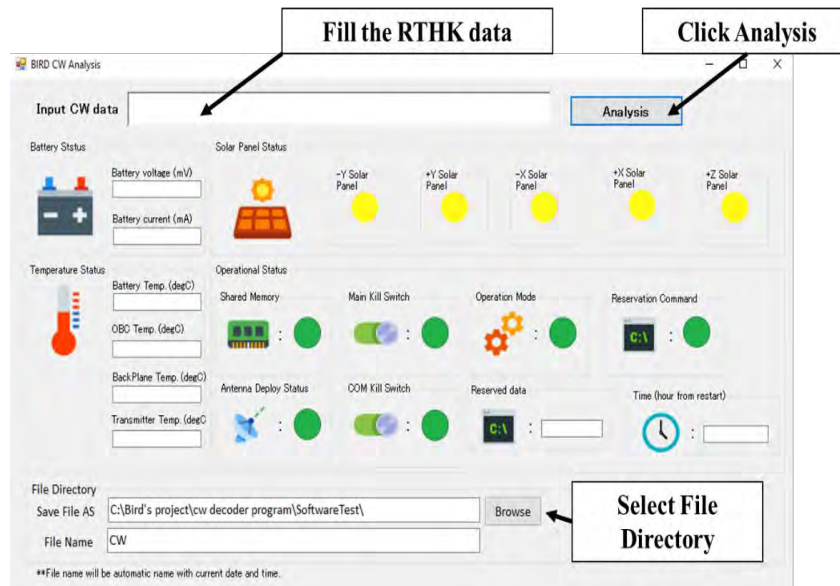 Fill the RTHK data
Click Analysis
BIRD CW Analysis
Input CW data
Analysis
Battery Ststus
Battery voltage (mV)
Battery current (mA)
Solar Panel Status
-Y Solar
Panel
+Y Solar
Panel
-X Solar
Panel
+X Solar
Panel
+Z Solar
Panel
Temperature Status
Battery Temp. (degC)
OBC Temp. (degC)
BackPlane Temp. (degC)
Transmitter Temp. (degC
Operational Status
Shared Memory
:
Main Kill Switch
:
Operation Mode
:
Reservation Command
C:\
:
Antenna Deploy Status
:
COM Kill Switch
:
Reserved data
C:\
:
Time (hour from restart)
:
File Directory
Save File AS
C:\Bird's project\cw decoder program\SoftwareTest\
Browse
Select File
Directory
File Name
CW
**File name will be automatic name with current date and time.